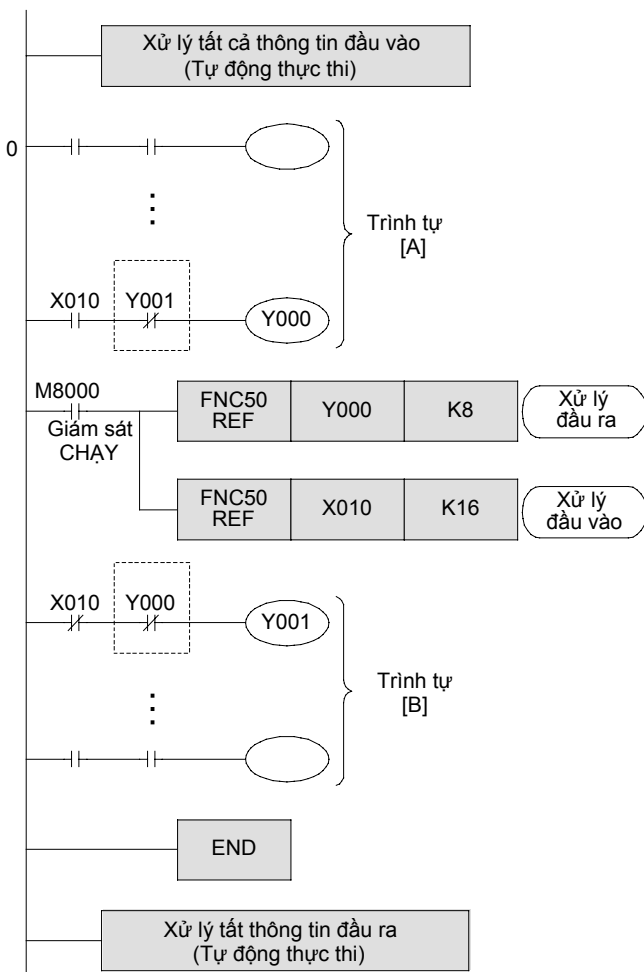 Xử lý tất cả thông tin đầu vào
(Tự động thực thi)
0
Trình tự
[A]
X010 Y001
Y000
M8000
Giám sát
CHẠY
FNC50
REF
Y000
K8
Xử lý
đầu ra
FNC50
REF
X010
K16
Xử lý
đầu vào
X010 Y000
Y001
Trình tự
[B]
END
Xử lý tất thông tin đầu ra
(Tự động thực thi)